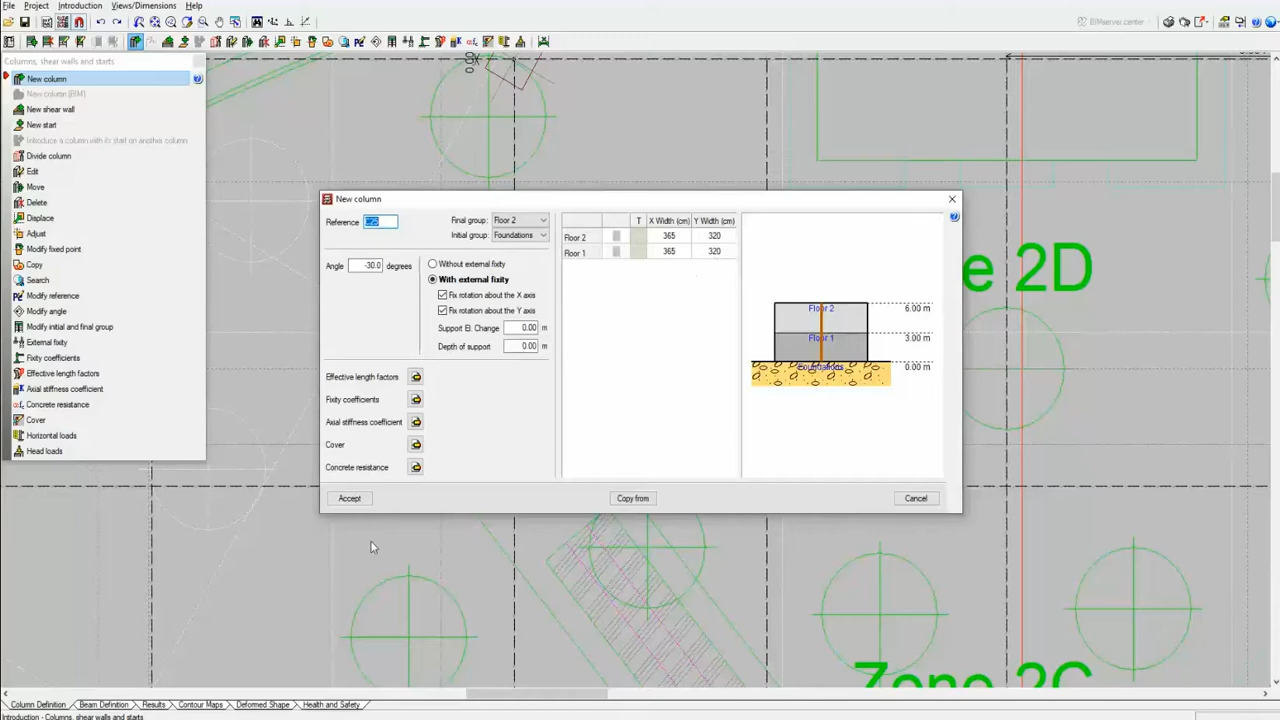 File Project Introduction Views/Dimensions Help
BIMserver.center
Columns, shear walls and starts
New column
New column (BIM)
New shear wall
New start
Introduce a column with its start on another column
Divide column
Edit
Move
Delete
Displace
Adjust
Modify fixed point
Copy
Search
Modify reference
Modify angle
Modify initial and final group
External fixity
Fixity coefficients
Effective length factors
Axial stiffness coefficient
Concrete resistance
Cover
Horizontal loads
Head loads
0.00
New column
Reference
Final group: Floor 2
Initial group: Foundations
Angle -30.0 degrees
Without external fixity
With external fixity
Fix rotation about the X axis
Fix rotation about the Y axis
Support El. Change 0.00 m
Depth of support 0.00 m
Effective length factors
Fixity coefficients
Axial stiffness coefficient
Cover
Concrete resistance
T X Width (cm) Y Width (cm)
Floor 2 365 320
Floor 1 365 320
Floor 2 6.00 m
Floor 1 3.00 m
Foundations 0.00 m
Accept Copy from Cancel
e 2D
Zone 2C
Column Definition Beam Definition Results Contour Maps Deformed Shape Health and Safety
Introduction - Columns, shear walls and starts